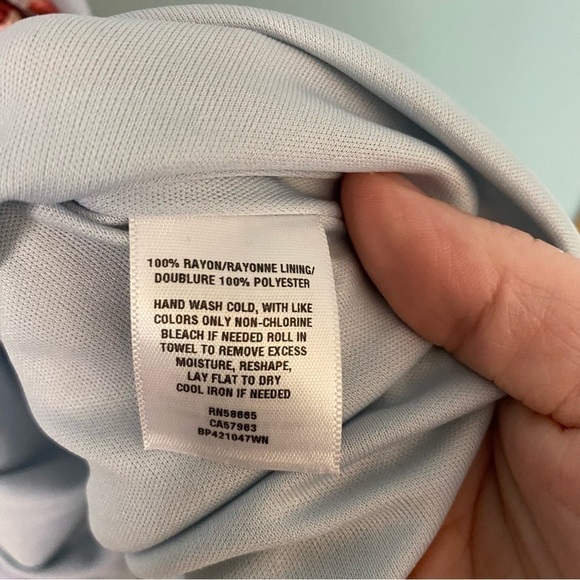 100% RAYON/RAYONNE LINING/
DOUBLURE 100% POLYESTER
HAND WASH COLD, WITH LIKE
COLORS ONLY NON-CHLORINE
BLEACH IF NEEDED ROLL IN
TOWEL TO REMOVE EXCESS
MOISTURE, RESHAPE,
LAY FLAT TO DRY
COOL IRON IF NEEDED
RN58665
CA57983
BP421047WN